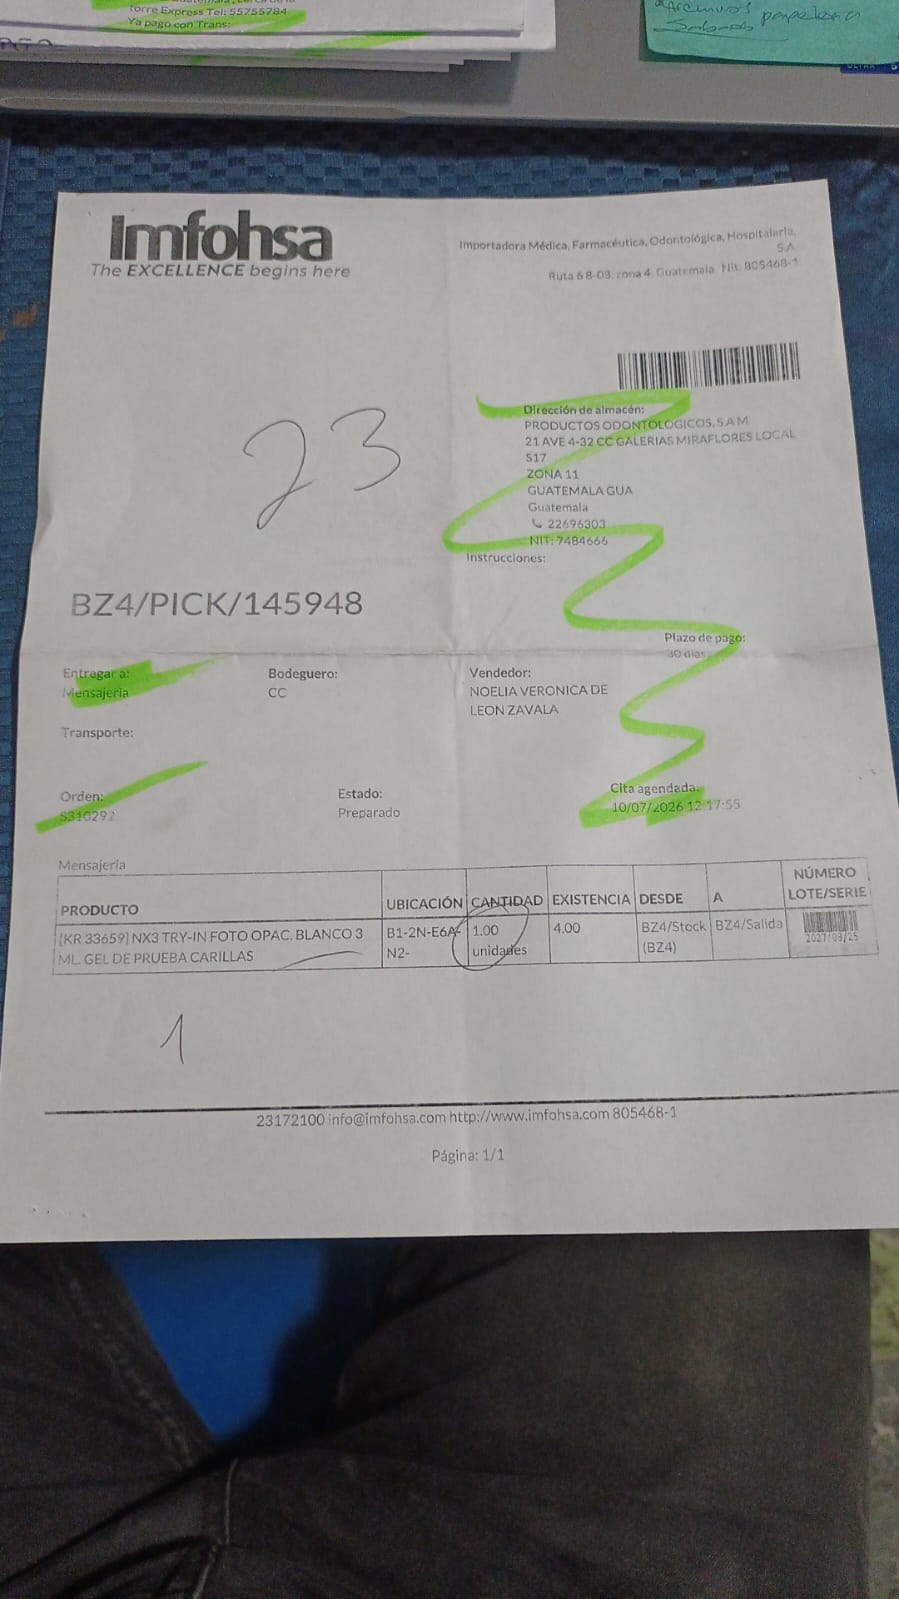 torre Express Tel: 55755784
Ya pago con Trans:
Archivos papeleria
Imfohsa
The EXCELLENCE begins here
Importadora Médica, Farmacéutica, Odontológica, Hospitalaria,
S.A
Ruta 6 8-08, zona 4, Guatemala Nit: 805468-1
23
Dirección de almacén:
PRODUCTOS ODONTOLOGICOS, S.A M
21 AVE 4-32 CC GALERIAS MIRAFLORES LOCAL
S17
ZONA 11
GUATEMALA GUA
Guatemala
22696303
NIT: 7484666
Instrucciones:
BZ4/PICK/145948
Plazo de pago:
30 días
Entregar a:
Mensajería
Bodeguero:
CC
Vendedor:
NOELIA VERONICA DE
LEON ZAVALA
Transporte:
Orden:
S310292
Estado:
Preparado
Cita agendada:
10/07/2026 12:17:55
Mensajería
PRODUCTO UBICACIÓN CANTIDAD EXISTENCIA DESDE A NÚMERO LOTE/SERIE
[KR 33659] NX3 TRY-IN FOTO OPAC. BLANCO 3 B1-2N-E6A- 1.00 4.00 BZ4/Stock BZ4/Salida
ML. GEL DE PRUEBA CARILLAS N2- unidades (BZ4) 2027/08/25
1
23172100 info@imfohsa.com http://www.imfohsa.com 805468-1
Página: 1/1